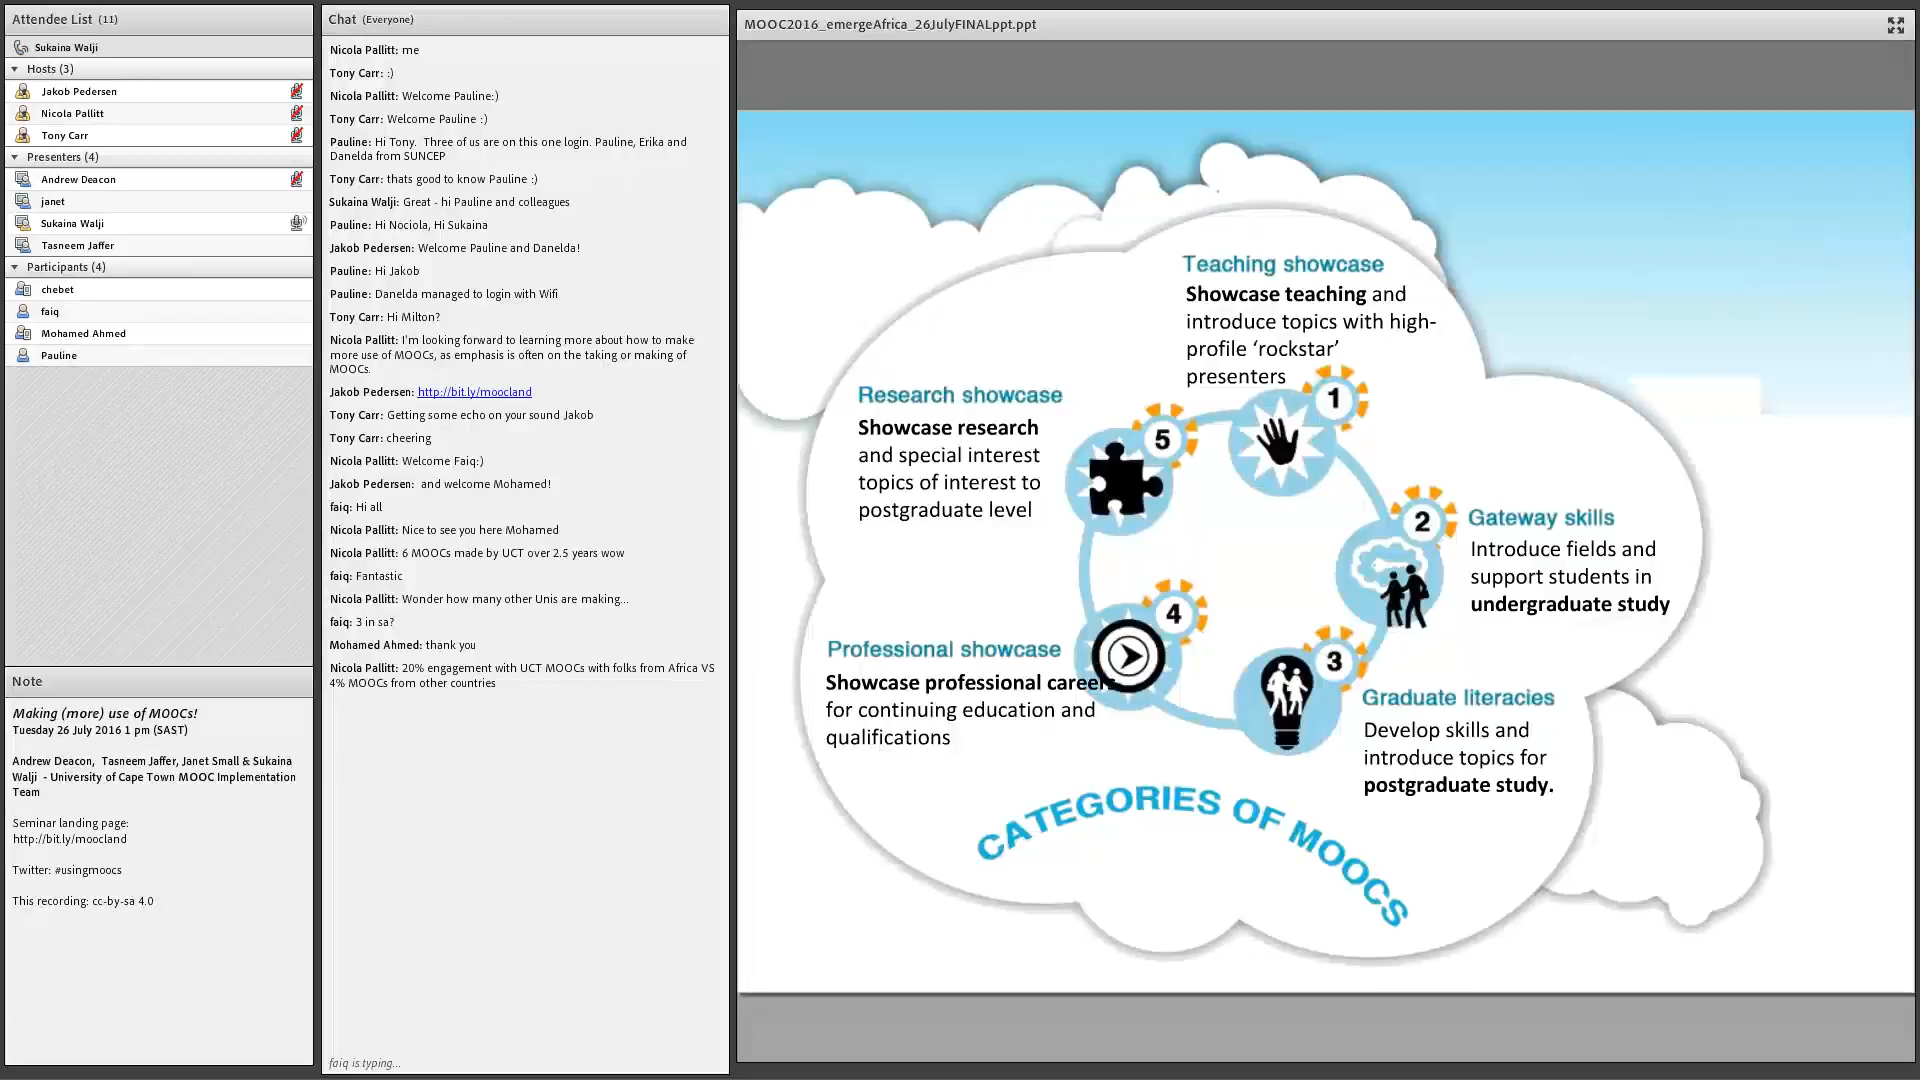 Attendee List (11)
Sukaina Walji
Hosts (3)
Jakob Pedersen
Nicola Pallitt
Tony Carr
Presenters (4)
Andrew Deacon
janet
Sukaina Walji
Tasneem Jaffer
Participants (4)
chebet
faiq
Mohamed Ahmed
Pauline
Note
Making (more) use of MOOCs!
Tuesday 26 July 2016 1 pm (SAST)
Andrew Deacon,  Tasneem Jaffer, Janet Small & Sukaina
Walji  - University of Cape Town MOOC Implementation
Team
Seminar landing page:
http://bit.ly/moocland
Twitter: #usingmoocs
This recording: cc-by-sa 4.0
Chat (Everyone)
Nicola Pallitt: me
Tony Carr: :)
Nicola Pallitt: Welcome Pauline:)
Tony Carr: Welcome Pauline :)
Pauline: Hi Tony.  Three of us are on this one login. Pauline, Erika and
Danelda from SUNCEP
Tony Carr: thats good to know Pauline :)
Sukaina Walji: Great - hi Pauline and colleagues
Pauline: Hi Nociola, Hi Sukaina
Jakob Pedersen: Welcome Pauline and Danelda!
Pauline: Hi Jakob
Pauline: Danelda managed to login with Wifi
Tony Carr: Hi Milton?
Nicola Pallitt: I'm looking forward to learning more about how to make
more use of MOOCs, as emphasis is often on the taking or making of
MOOCs.
Jakob Pedersen: http://bit.ly/moocland
Tony Carr: Getting some echo on your sound Jakob
Tony Carr: cheering
Nicola Pallitt: Welcome Faiq:)
Jakob Pedersen:  and welcome Mohamed!
faiq: Hi all
Nicola Pallitt: Nice to see you here Mohamed
Nicola Pallitt: 6 MOOCs made by UCT over 2.5 years wow
faiq: Fantastic
Nicola Pallitt: Wonder how many other Unis are making...
faiq: 3 in sa?
Mohamed Ahmed: thank you
Nicola Pallitt: 20% engagement with UCT MOOCs with folks from Africa VS
4% MOOCs from other countries
faiq is typing...
MOOC2016_emergeAfrica_26JulyFINALppt.ppt
Teaching showcase
Showcase teaching and
introduce topics with high-
profile ‘rockstar’
presenters
1
Gateway skills
2
Introduce fields and
support students in
undergraduate study
Graduate literacies
3
Develop skills and
introduce topics for
postgraduate study.
Professional showcase
4
Showcase professional careers
for continuing education and
qualifications
Research showcase
5
Showcase research
and special interest
topics of interest to
postgraduate level
CATEGORIES OF MOOCS